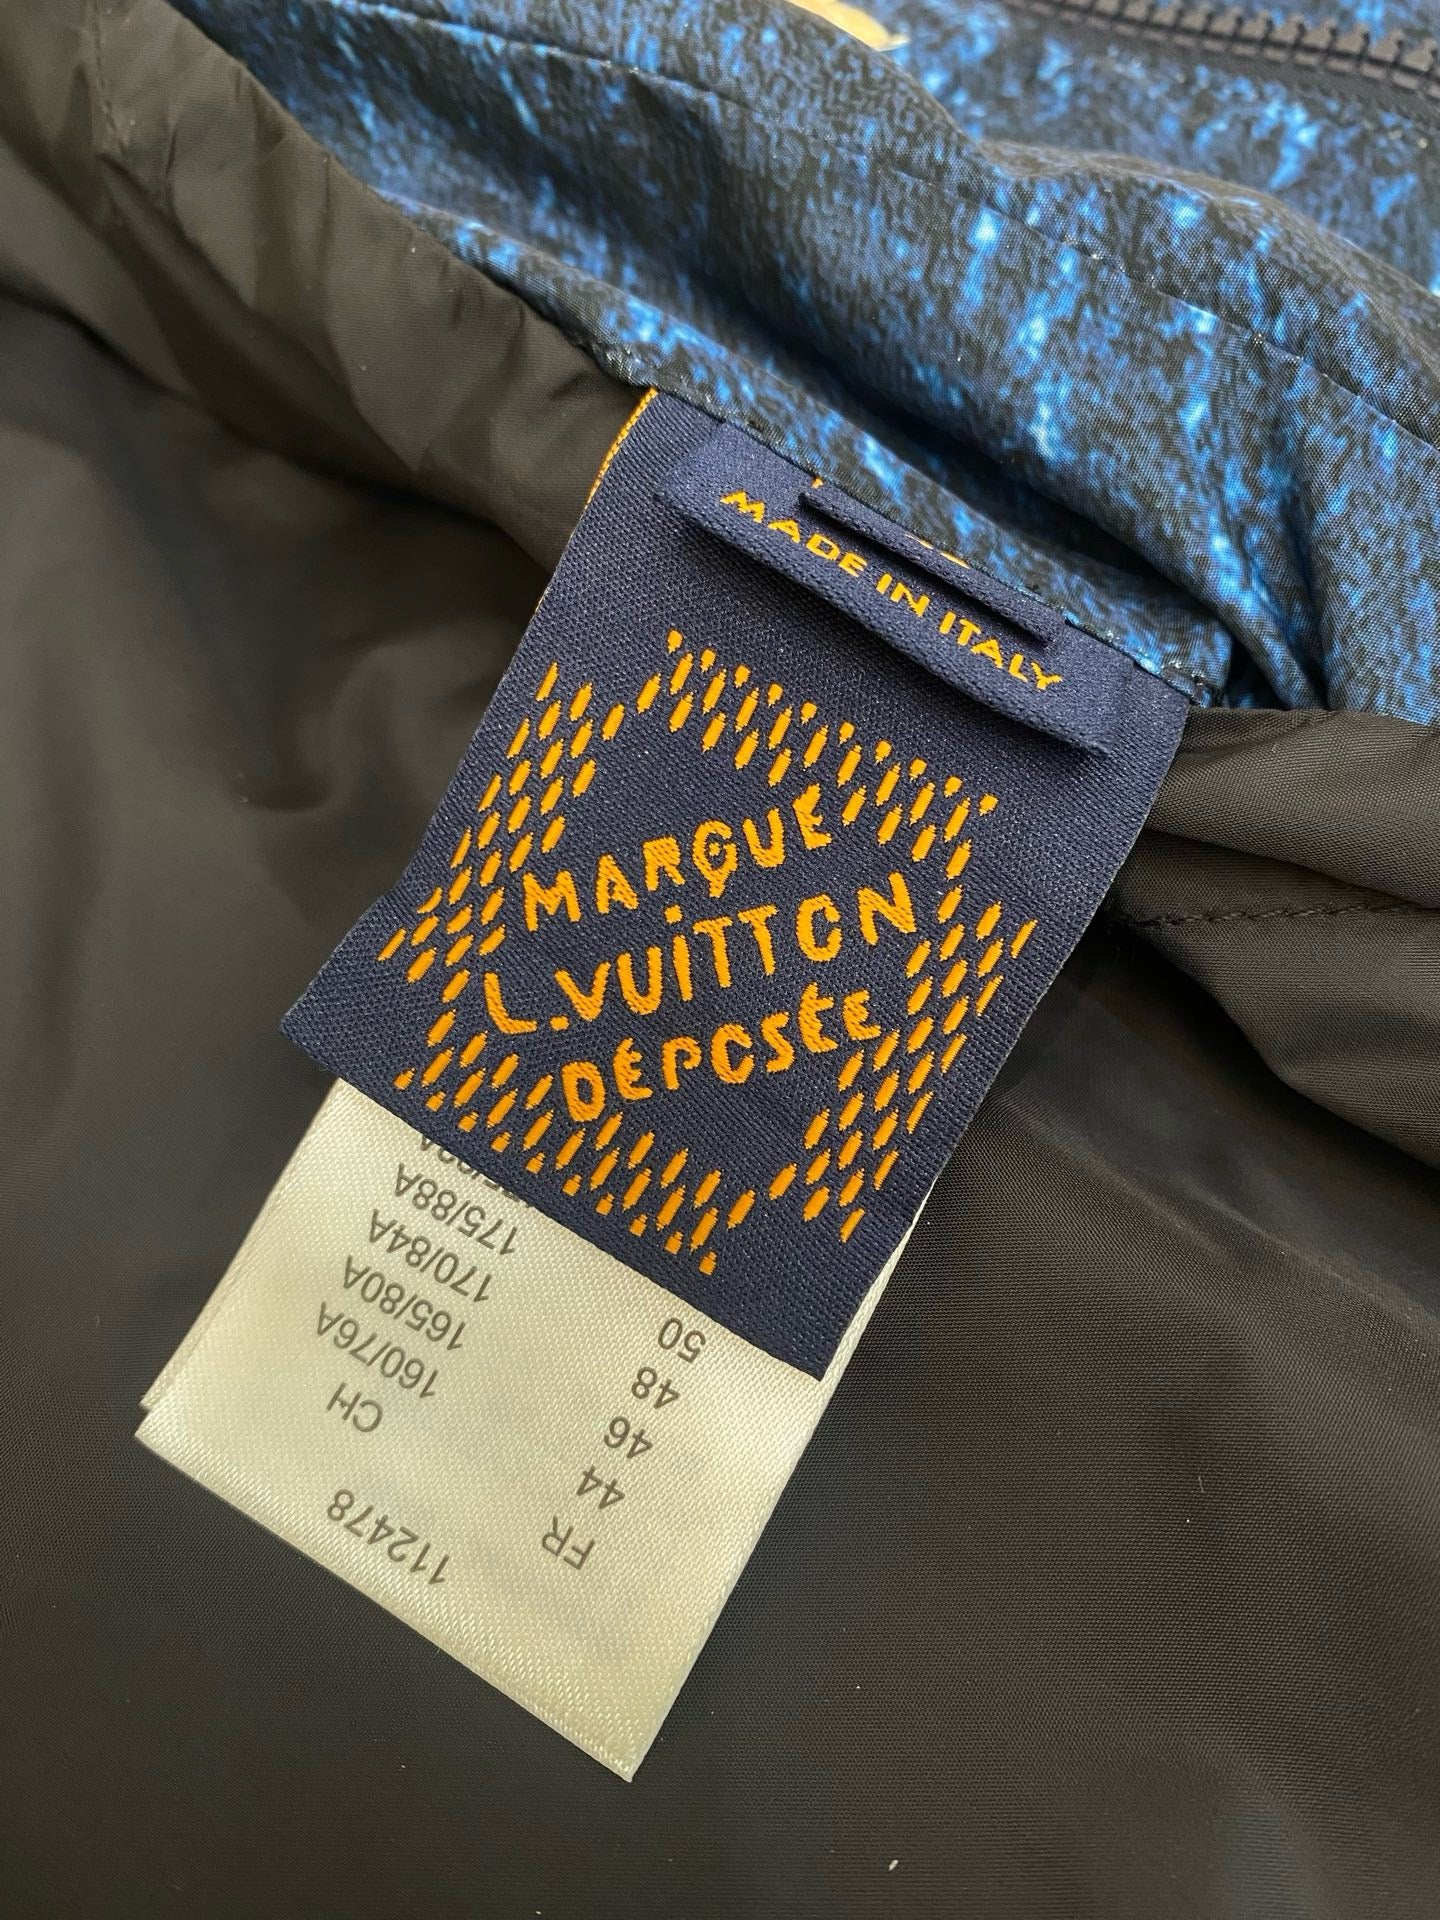 MADE IN ITALY
MARQUE
L.VUITTON
DÉPOSÉE
112478
FR CH
44 160/76A
46 165/80A
48 170/84A
50 175/88A